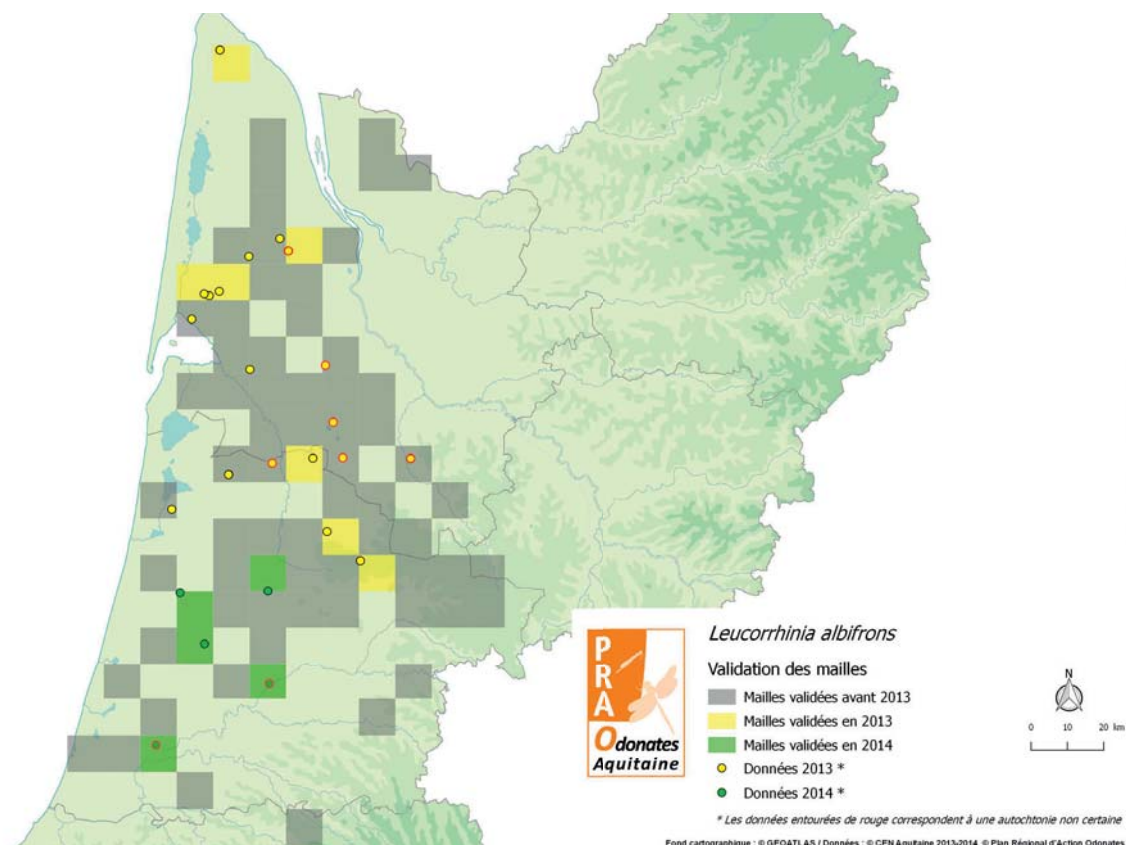 Leucorrhinia albifrons
Validation des mailles
Mailles validées avant 2013
Mailles validées en 2013
Mailles validées en 2014
Données 2013 *
Données 2014 *
* Les données entourées de rouge correspondent à une autochtonie non certaine
PRA
Odonates
Aquitaine
N
0 10 20 km
Fond cartographique : © GEOATLAS / Données : © CEN Aquitaine 2013-2014, © Plan Régional d'Action Odonates